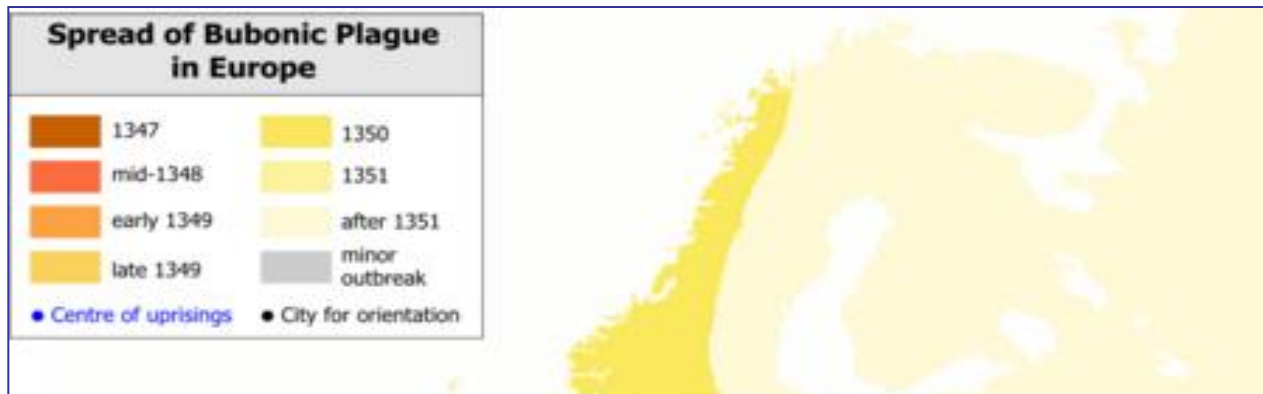 Spread of Bubonic Plague
in Europe
1347
mid-1348
early 1349
late 1349
1350
1351
after 1351
minor
outbreak
Centre of uprisings
City for orientation